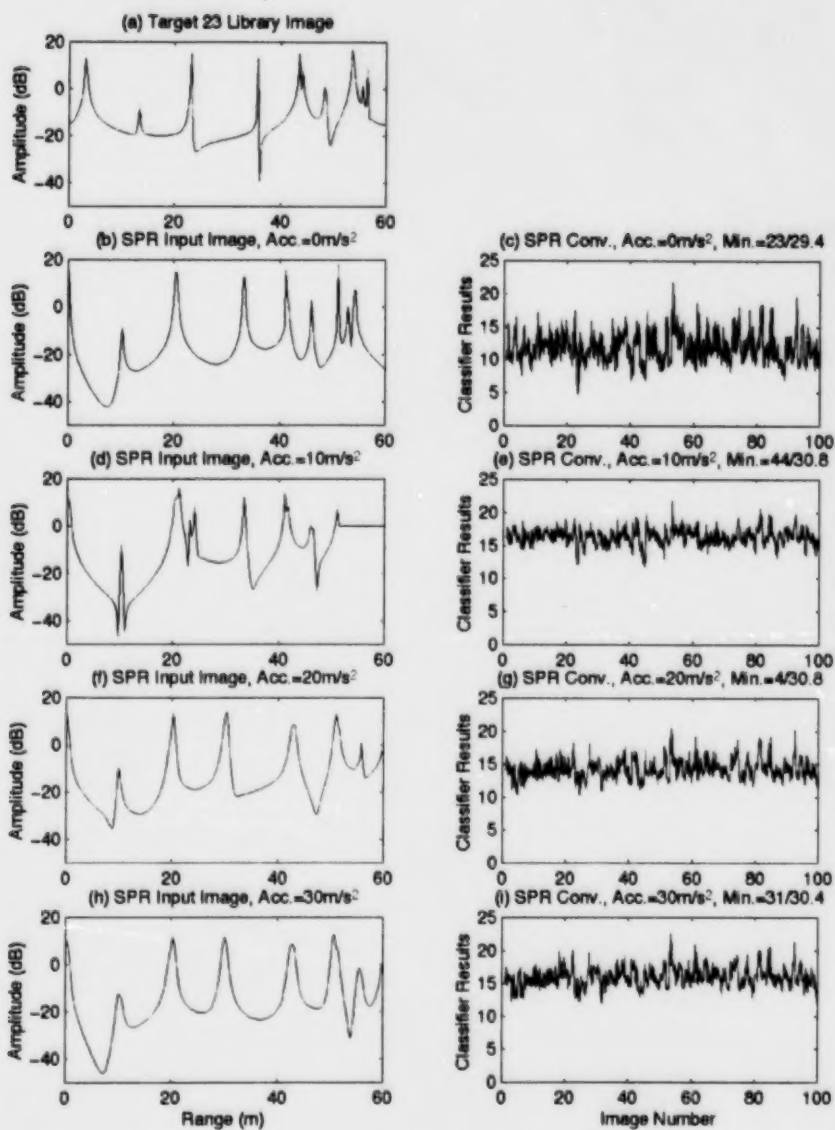 (a) Target 23 Library Image
20
0
−20
−40
Amplitude (dB)
0 20 40 60
(b) SPR Input Image, Acc.=0m/s²
20
0
−20
−40
Amplitude (dB)
0 20 40 60
(c) SPR Conv., Acc.=0m/s², Min.=23/29.4
25
20
15
10
5
0
Classifier Results
0 20 40 60 80 100
(d) SPR Input Image, Acc.=10m/s²
20
0
−20
−40
Amplitude (dB)
0 20 40 60
(e) SPR Conv., Acc.=10m/s², Min.=44/30.8
25
20
15
10
5
0
Classifier Results
0 20 40 60 80 100
(f) SPR Input Image, Acc.=20m/s²
20
0
−20
−40
Amplitude (dB)
0 20 40 60
(g) SPR Conv., Acc.=20m/s², Min.=4/30.8
25
20
15
10
5
0
Classifier Results
0 20 40 60 80 100
(h) SPR Input Image, Acc.=30m/s²
20
0
−20
−40
Amplitude (dB)
0 20 40 60
Range (m)
(i) SPR Conv., Acc.=30m/s², Min.=31/30.4
25
20
15
10
5
0
Classifier Results
0 20 40 60 80 100
Image Number